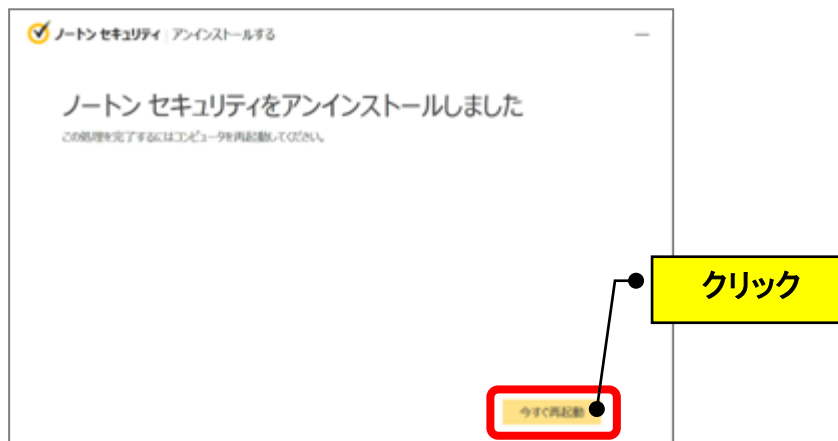 ノートン セキュリティ | アンインストールする
ノートン セキュリティをアンインストールしました
この処理を完了するにはコンピュータを再起動してください。
クリック
今すぐ再起動